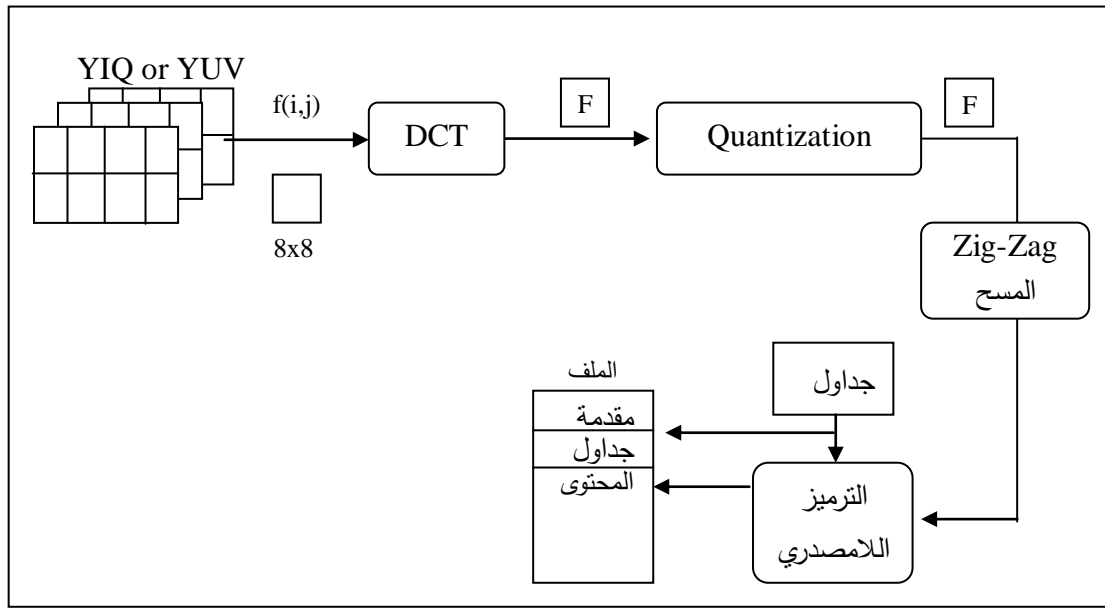 YIQ or YUV
f(i,j)
8x8
DCT
F
Quantization
F
Zig-Zag
المسح
جداول
الملف
مقدمة
جداول
المحتوى
الترميز
اللامصدري